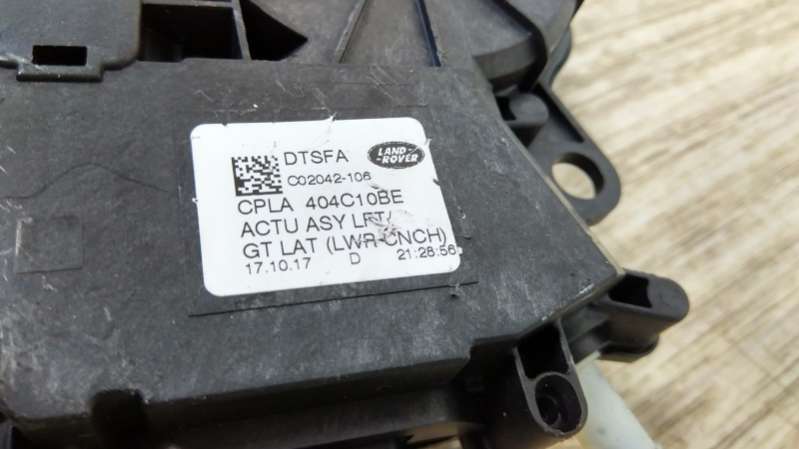 DTSFA
LAND-
-ROVER
C02042-106
CPLA 404C10BE
ACTU ASY LFT/
GT LAT (LWR-CNCH)
17.10.17 D 21:28:56